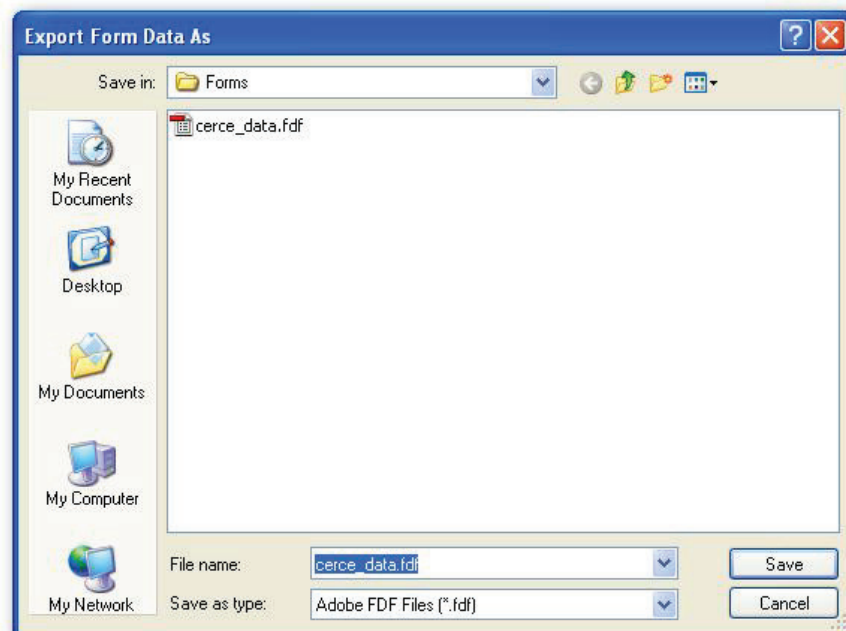 Export Form Data As
Save in:
Forms
cerce_data.fdf
My Recent
Documents
Desktop
My Documents
My Computer
My Network
File name:
cerce_data.fdf
Save
Save as type:
Adobe FDF Files (*.fdf)
Cancel